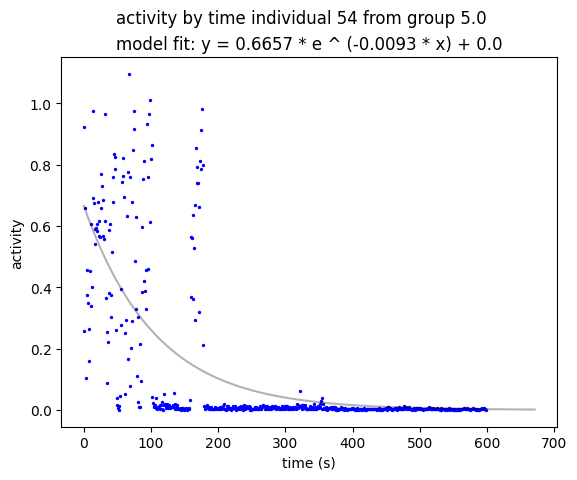 activity by time individual 54 from group 5.0
model fit: y = 0.6657 * e ^ (-0.0093 * x) + 0.0
1.0
0.8
0.6
0.4
0.2
0.0
activity
0 100 200 300 400 500 600 700
time (s)